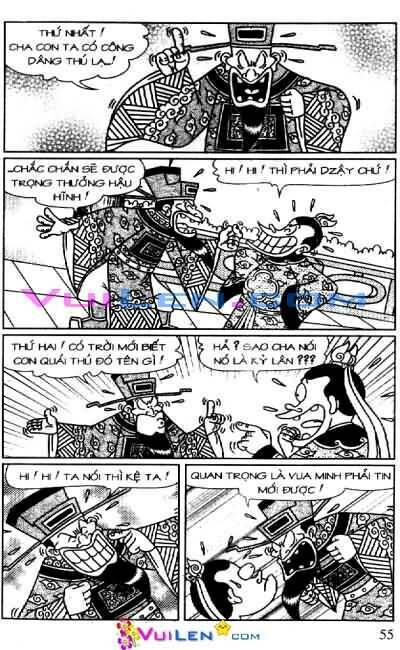 THỨ NHẤT!
CHA CON TA CÓ CÔNG
DÂNG THÚ LẠ...!
...CHẮC CHẮN SẼ ĐƯỢC
TRỌNG THƯỞNG HẬU
HĨNH!
HI! HI! THÌ PHẢI DZẬY CHỨ!
VUILEN.COM
THỨ HAI! CÓ TRỜI MỚI BIẾT
CON QUÁI THÚ ĐÓ TÊN GÌ!
HẢ? SAO CHA NÓI
NÓ LÀ KỲ LÂN???
HI! HI! TA NÓI THÌ KỆ TA!
QUAN TRỌNG LÀ VUA MINH PHẢI TIN
MỚI ĐƯỢC!
55
VUILEN.COM